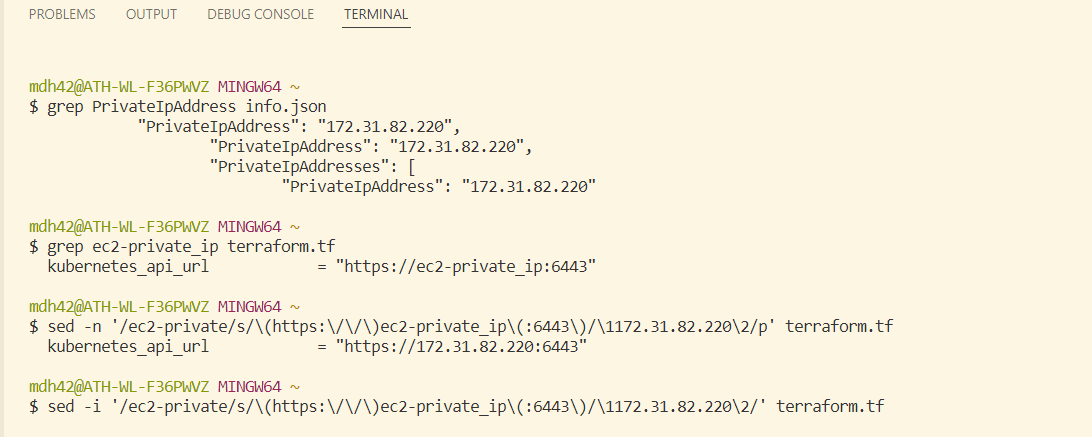 PROBLEMS OUTPUT DEBUG CONSOLE TERMINAL
mdh42@ATH-WL-F36PWVZ MINGW64 ~
$ grep PrivateIpAddress info.json
"PrivateIpAddress": "172.31.82.220",
"PrivateIpAddress": "172.31.82.220",
"PrivateIpAddresses": [
"PrivateIpAddress": "172.31.82.220"
mdh42@ATH-WL-F36PWVZ MINGW64 ~
$ grep ec2-private_ip terraform.tf
kubernetes_api_url = "https://ec2-private_ip:6443"
mdh42@ATH-WL-F36PWVZ MINGW64 ~
$ sed -n '/ec2-private/s/\(https:\/\/\)ec2-private_ip\(:6443\)/\1172.31.82.220\2/p' terraform.tf
kubernetes_api_url = "https://172.31.82.220:6443"
mdh42@ATH-WL-F36PWVZ MINGW64 ~
$ sed -i '/ec2-private/s/\(https:\/\/\)ec2-private_ip\(:6443\)/\1172.31.82.220\2/' terraform.tf